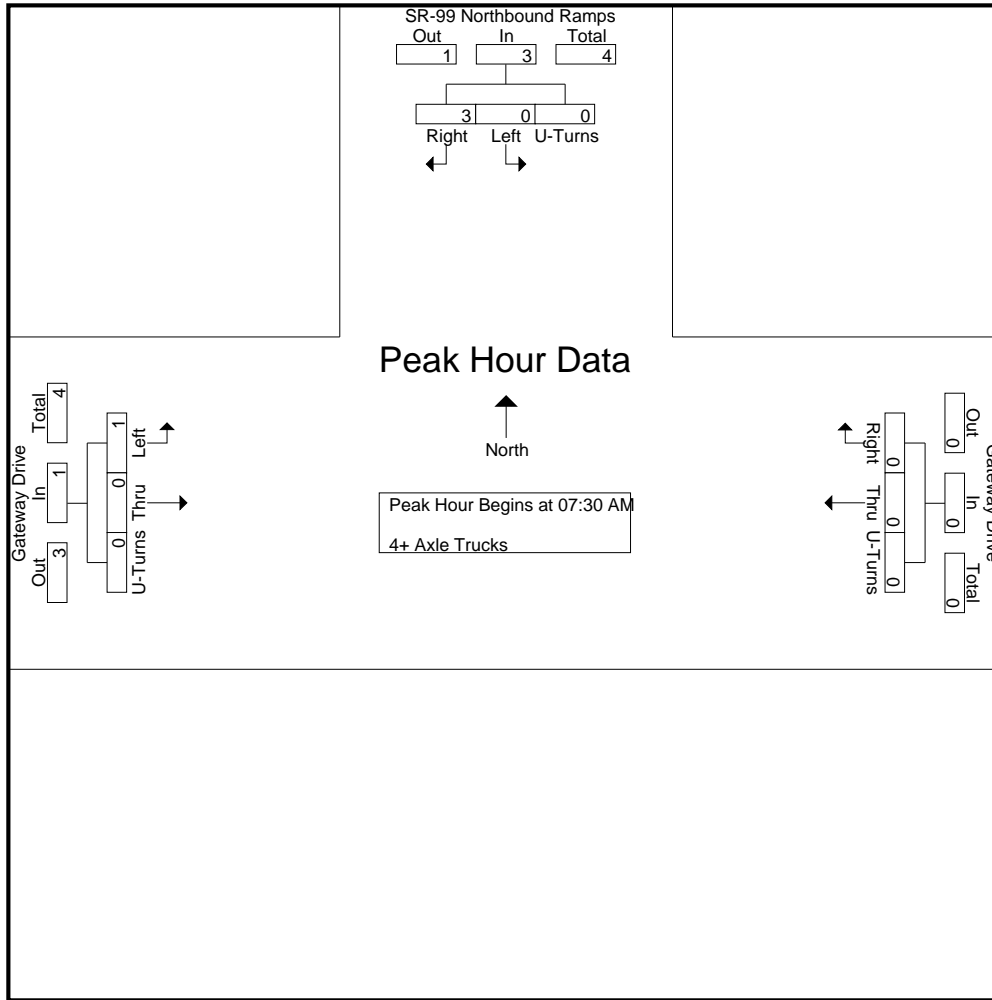 SR-99 Northbound Ramps
Out In Total
1 3 4
3 0 0
Right Left U-Turns
Peak Hour Data
North
Peak Hour Begins at 07:30 AM
4+ Axle Trucks
Gateway Drive
Out In Total
3 1 4
1 0 0
Left Thru U-Turns
Gateway Drive
Out In Total
0 0 0
Right Thru U-Turns
0 0 0